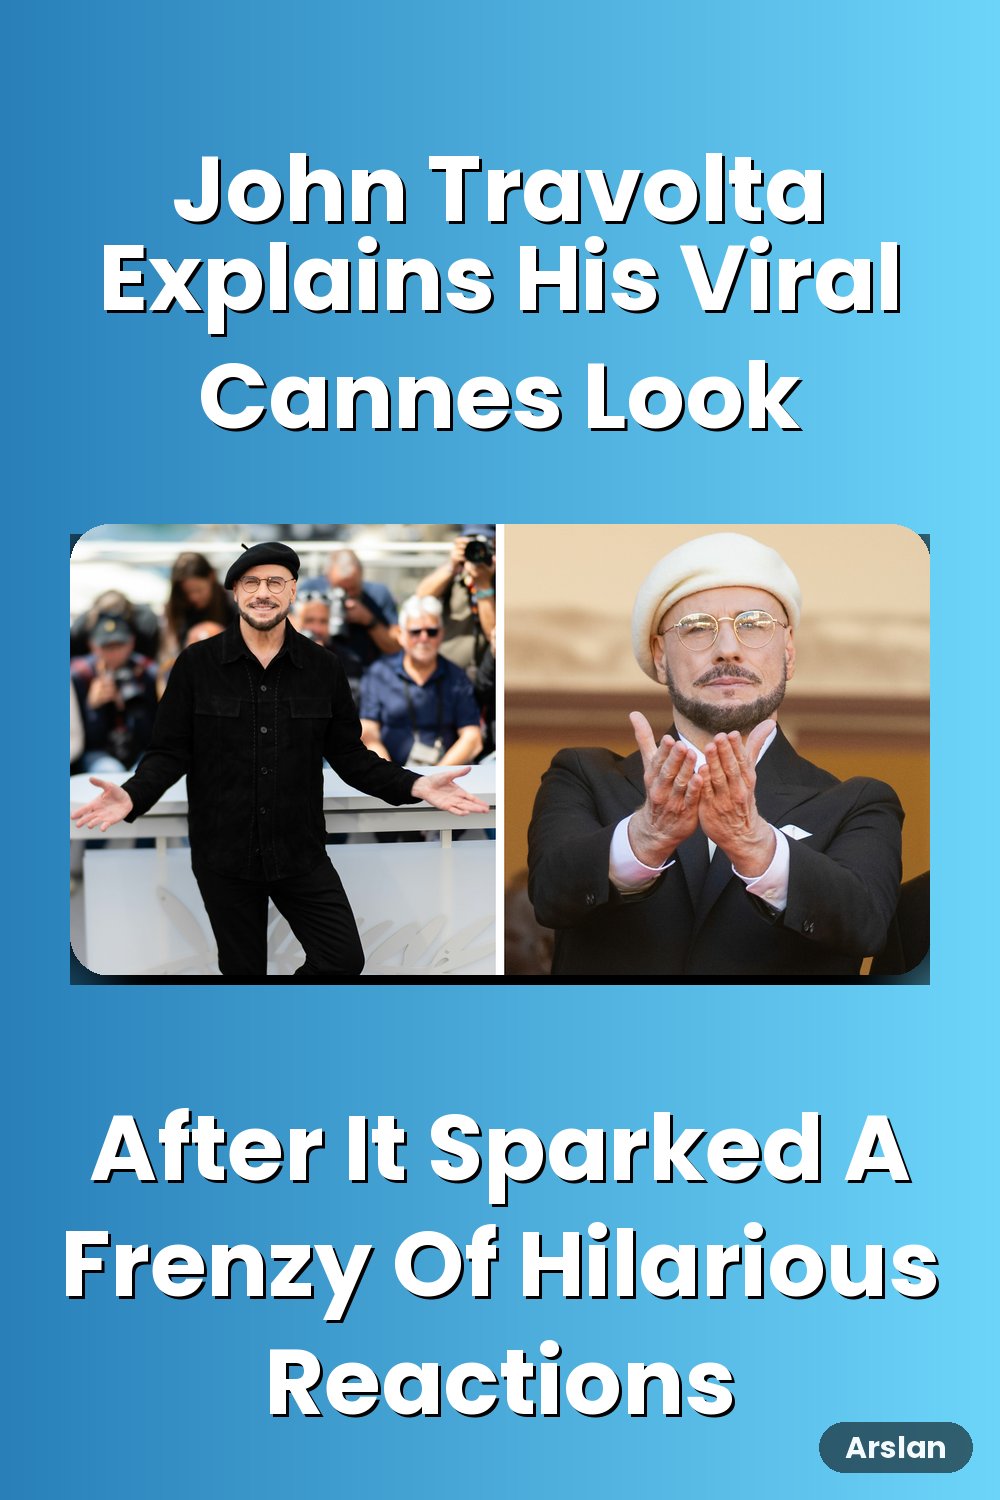 John Travolta
Explains His Viral
Cannes Look
After It Sparked A
Frenzy Of Hilarious
Reactions
Arslan